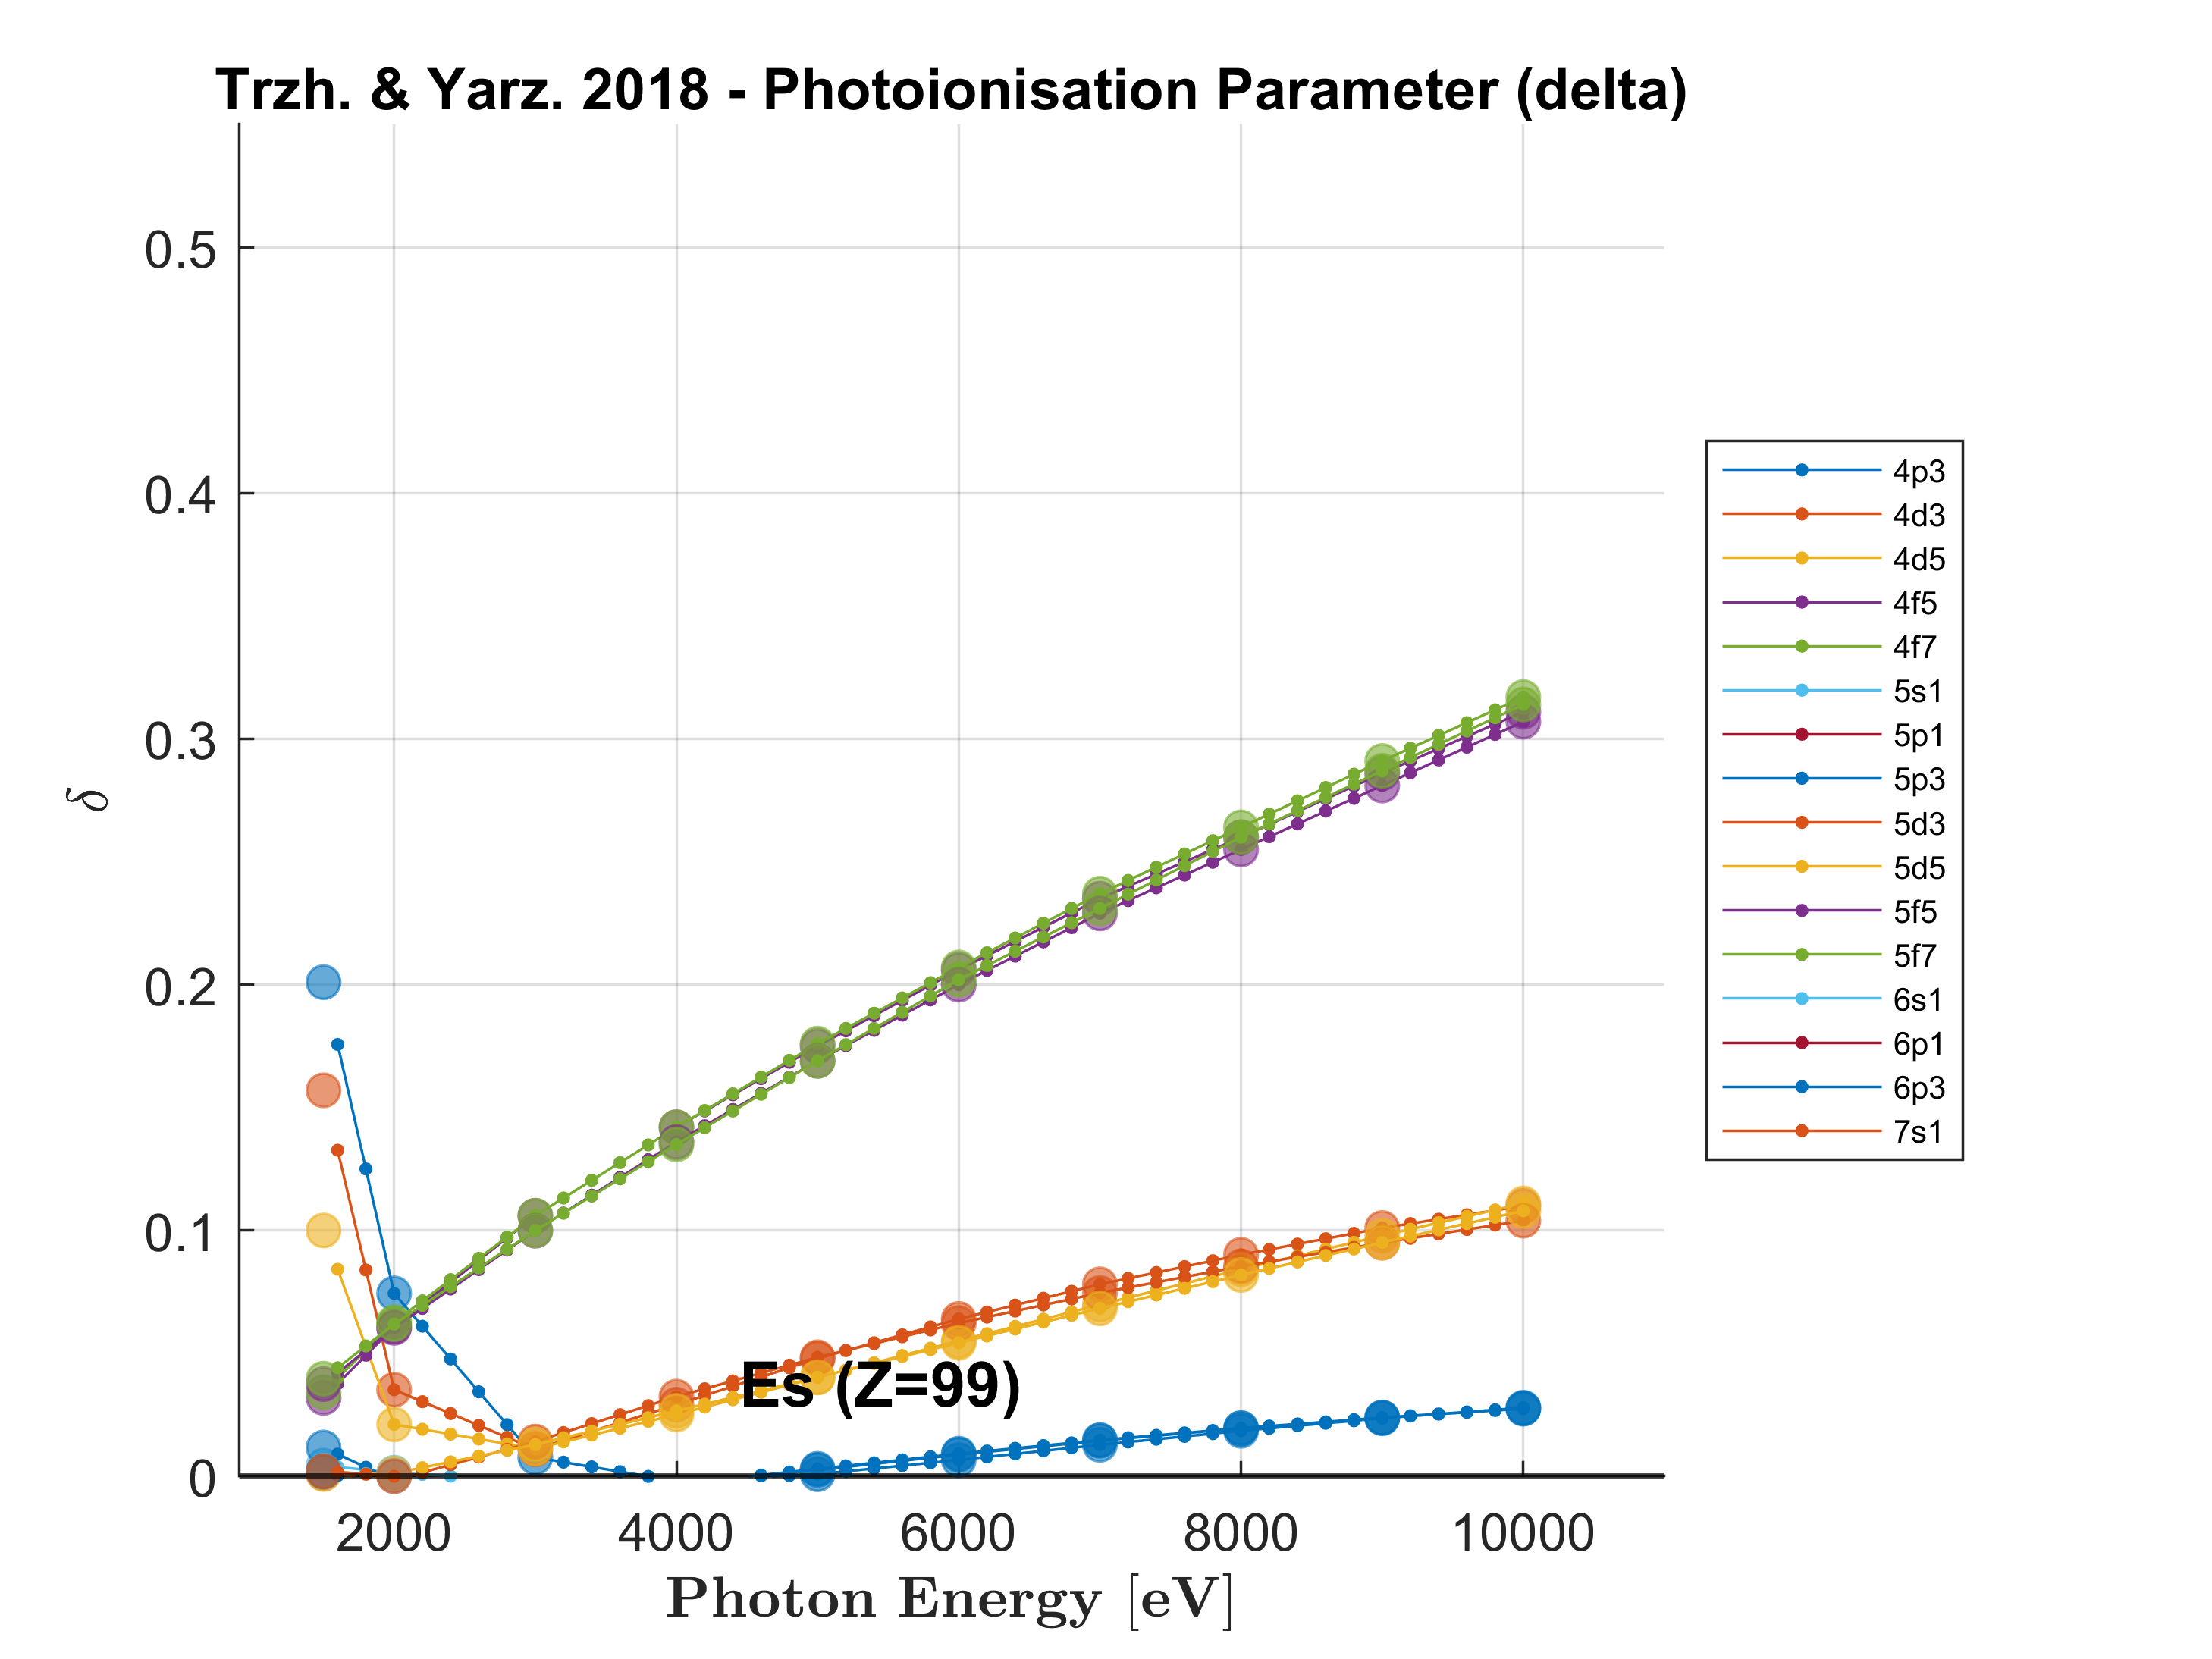 Trzh. & Yarz. 2018 - Photoionisation Parameter (delta)
0.5
0.4
0.3
0.2
0.1
0
δ
2000 4000 6000 8000 10000
Photon Energy [eV]
Es (Z=99)
4p3
4d3
4d5
4f5
4f7
5s1
5p1
5p3
5d3
5d5
5f5
5f7
6s1
6p1
6p3
7s1